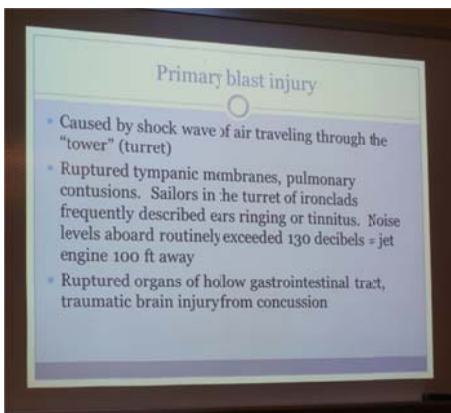 Primary blast injury
Caused by shock wave of air traveling through the
"tower" (turret)
Ruptured tympanic membranes, pulmonary
contusions. Sailors in the turret of ironclads
frequently described ears ringing or tinnitus. Noise
levels aboard routinely exceeded 130 decibels = jet
engine 100 ft away
Ruptured organs of hollow gastrointestinal tract,
traumatic brain injury from concussion